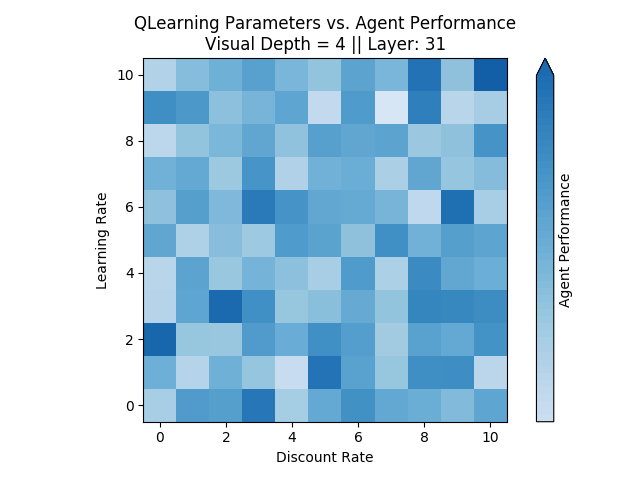 QLearning Parameters vs. Agent Performance
Visual Depth = 4 || Layer: 31
10
8
6
4
2
0
Learning Rate
0 2 4 6 8 10
Discount Rate
Agent Performance